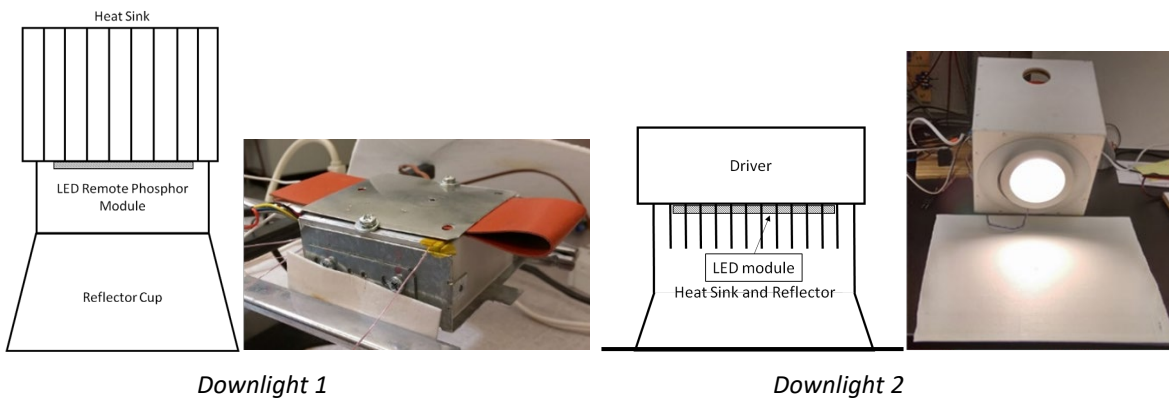 Heat Sink
LED Remote Phosphor
Module
Reflector Cup
Downlight 1
Driver
LED module
Heat Sink and Reflector
Downlight 2